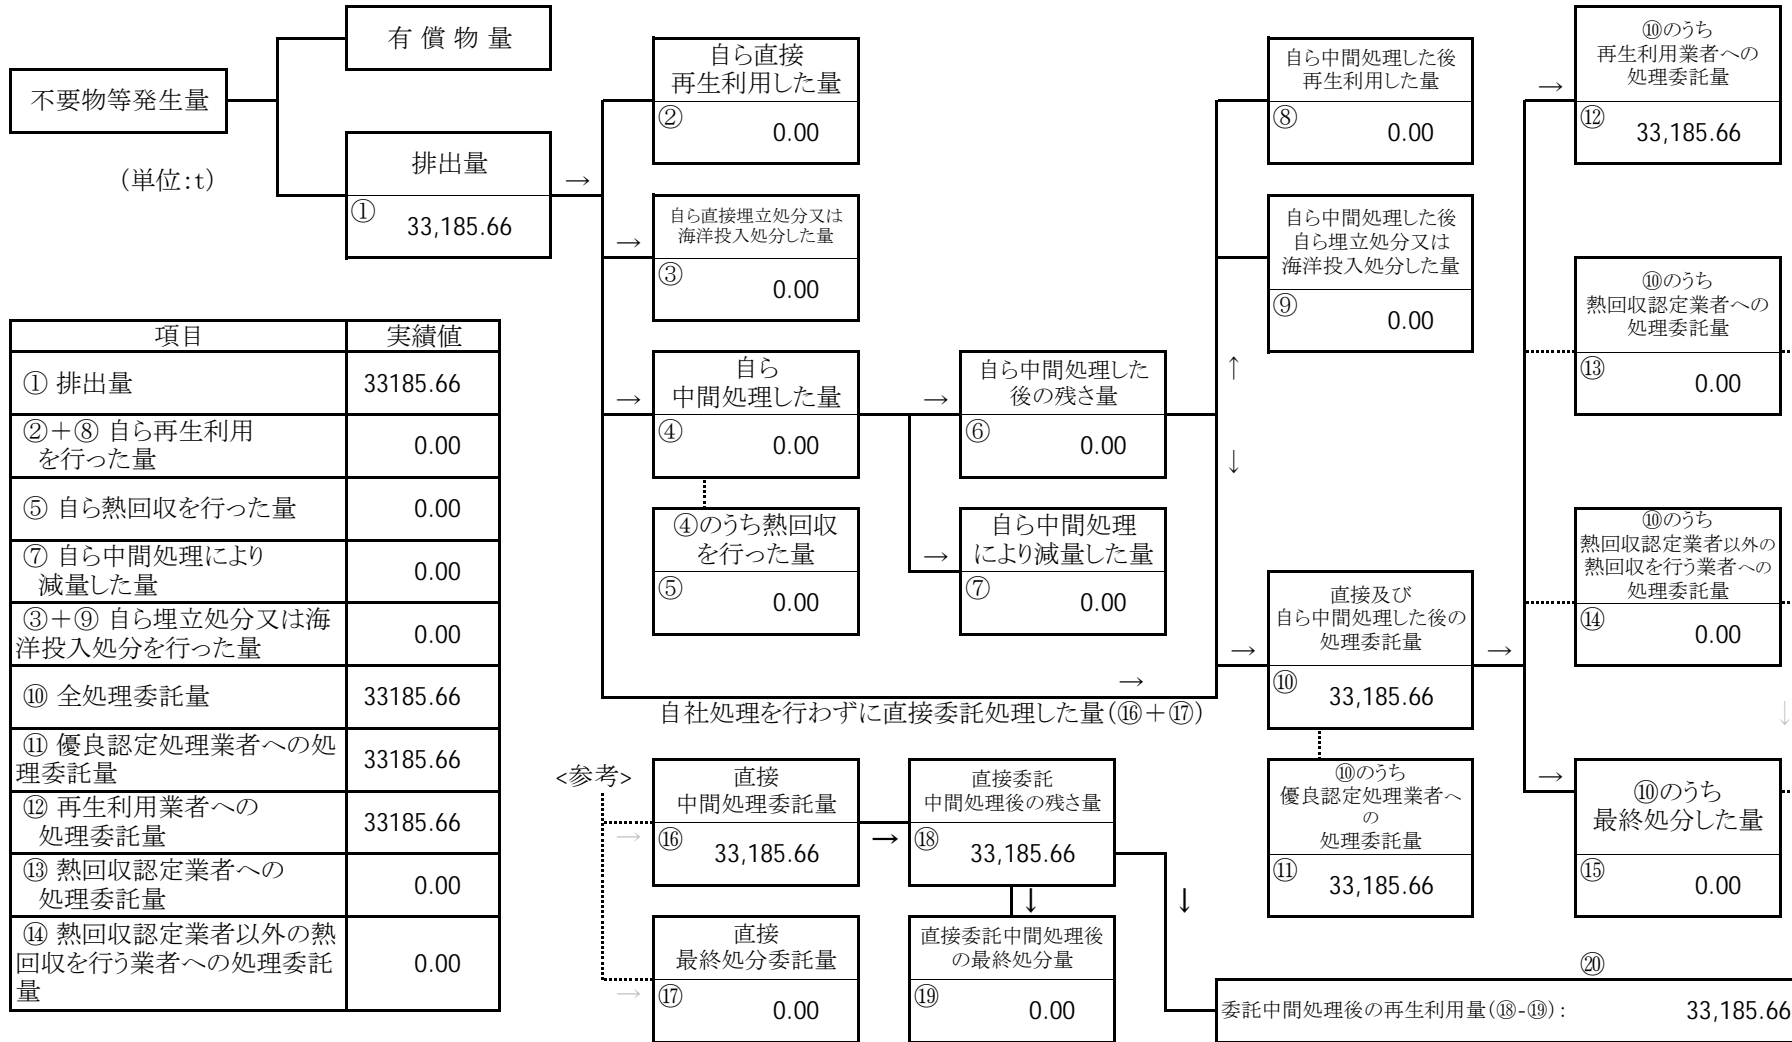 有 償 物 量
不要物等発生量
(単位:t)
排出量
→
① 33,185.66
自ら直接
再生利用した量
② 0.00
自ら直接埋立処分又は
海洋投入処分した量
→
③ 0.00
自ら
中間処理した量
→
④ 0.00
④のうち熱回収
を行った量
⑤ 0.00
自ら中間処理した
後の残さ量
→
⑥ 0.00
自ら中間処理
により減量した量
→
⑦ 0.00
自ら中間処理した後
再生利用した量
⑧ 0.00
自ら中間処理した後
自ら埋立処分又は
海洋投入処分した量
⑨ 0.00
↑
↓
→
自社処理を行わずに直接委託処理した量(⑯+⑰)
直接及び
自ら中間処理した後の
処理委託量
→
→
⑩ 33,185.66
⑩のうち
優良認定処理業者へ
の
処理委託量
⑪ 33,185.66
⑩のうち
再生利用業者への
処理委託量
→
⑫ 33,185.66
⑩のうち
熱回収認定業者への
処理委託量
⑬ 0.00
⑩のうち
熱回収認定業者以外の
熱回収を行う業者への
処理委託量
⑭ 0.00
↓
→
⑩のうち
最終処分した量
⑮ 0.00
項目 実績値
① 排出量 33185.66
②+⑧ 自ら再生利用
を行った量 0.00
⑤ 自ら熱回収を行った量 0.00
⑦ 自ら中間処理により
減量した量 0.00
③+⑨ 自ら埋立処分又は海
洋投入処分を行った量 0.00
⑩ 全処理委託量 33185.66
⑪ 優良認定処理業者への処
理委託量 33185.66
⑫ 再生利用業者への
処理委託量 33185.66
⑬ 熱回収認定業者への
処理委託量 0.00
⑭ 熱回収認定業者以外の熱
回収を行う業者への処理委託
量 0.00
<参考>
直接
中間処理委託量
→
⑯ 33,185.66
→
直接委託
中間処理後の残さ量
⑱ 33,185.66
↓
↓
直接
最終処分委託量
→
⑰ 0.00
直接委託中間処理後
の最終処分量
⑲ 0.00
⑳
委託中間処理後の再生利用量(⑱-⑲): 33,185.66